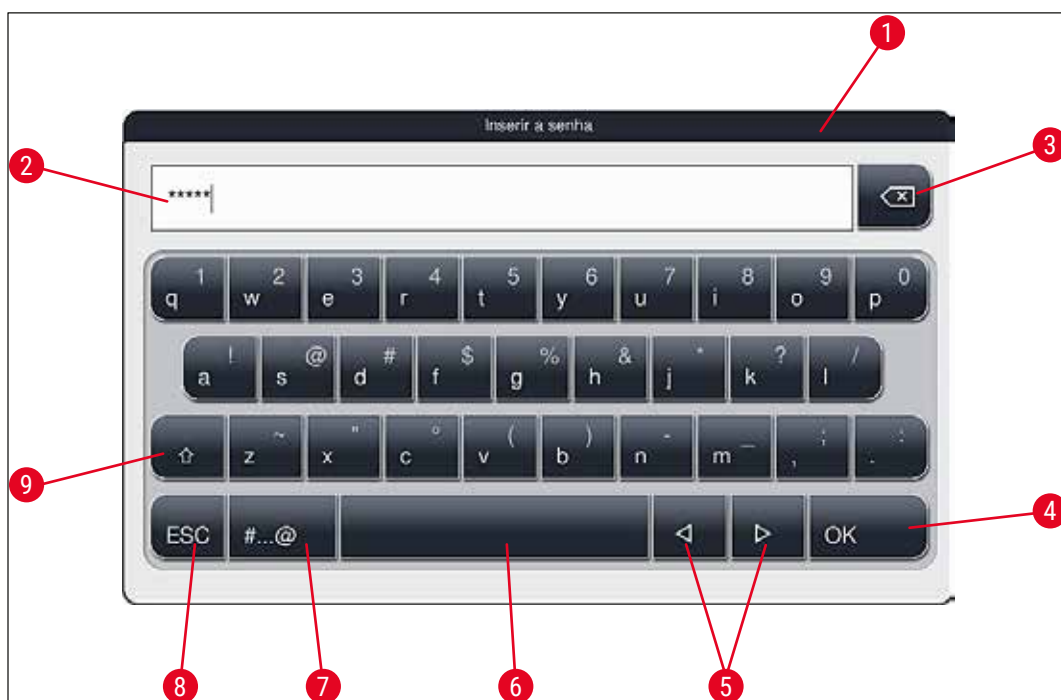 1
Inserir a senha
2
*****
3
1 2 3 4 5 6 7 8 9 0
q w e r t y u i o p
! @ # $ % & * ? /
a s d f g h j k l
~ " ° ( ) - _ ; :
z x c v b n m , .
9
ESC #...@ OK
4
8 7 6 5